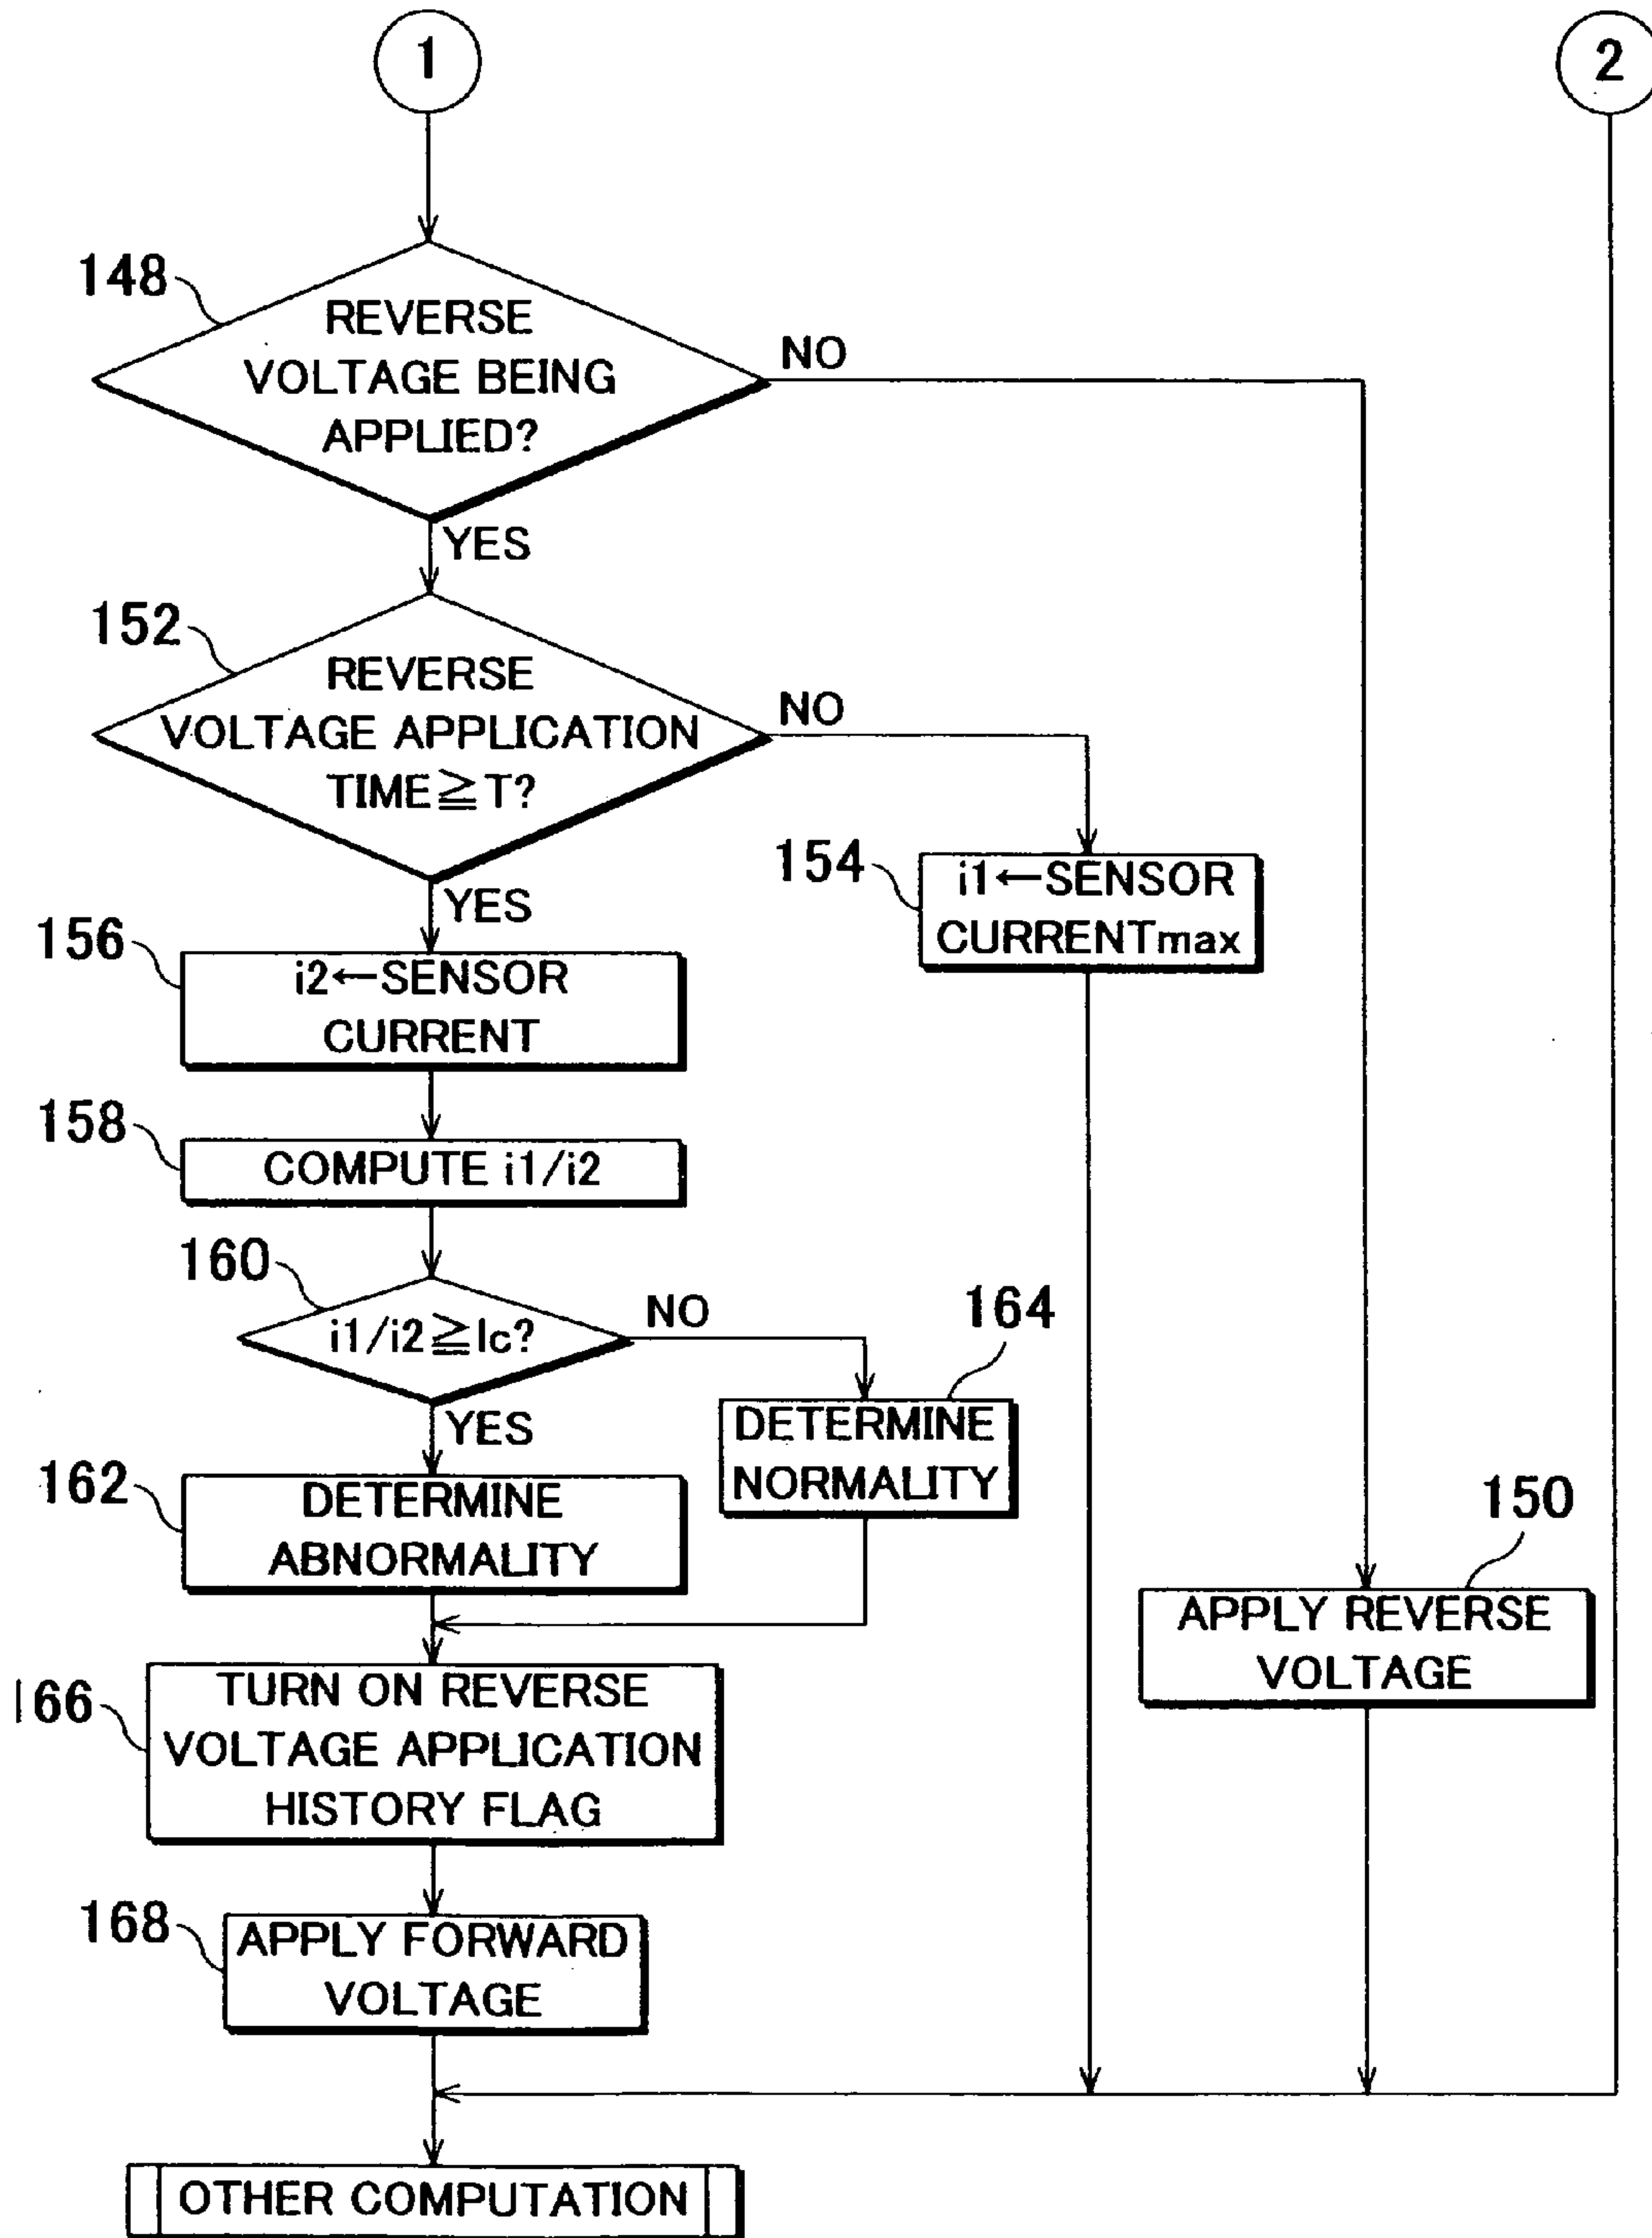 1
2
148
REVERSE
VOLTAGE BEING
APPLIED?
NO
YES
152
REVERSE
VOLTAGE APPLICATION
TIME≧T?
NO
YES
154
i1←SENSOR
CURRENTmax
156
i2←SENSOR
CURRENT
158
COMPUTE i1/i2
160
i1/i2≧Ic?
NO
YES
164
DETERMINE
NORMALITY
162
DETERMINE
ABNORMALITY
150
APPLY REVERSE
VOLTAGE
166
TURN ON REVERSE
VOLTAGE APPLICATION
HISTORY FLAG
168
APPLY FORWARD
VOLTAGE
OTHER COMPUTATION